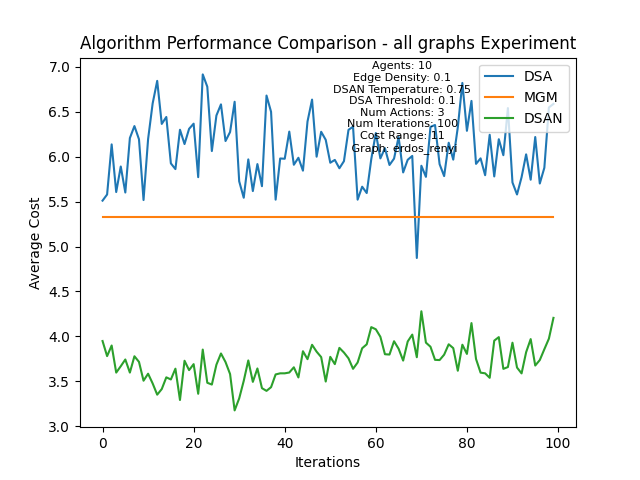 Algorithm Performance Comparison - all graphs Experiment
Agents: 10
Edge Density: 0.1
DSAN Temperature: 0.75
DSA Threshold: 0.1
Num Actions: 3
Num Iterations: 100
Cost Range: 11
Graph: erdos_renyi
DSA
MGM
DSAN
Average Cost
7.0
6.5
6.0
5.5
5.0
4.5
4.0
3.5
3.0
0 20 40 60 80 100
Iterations